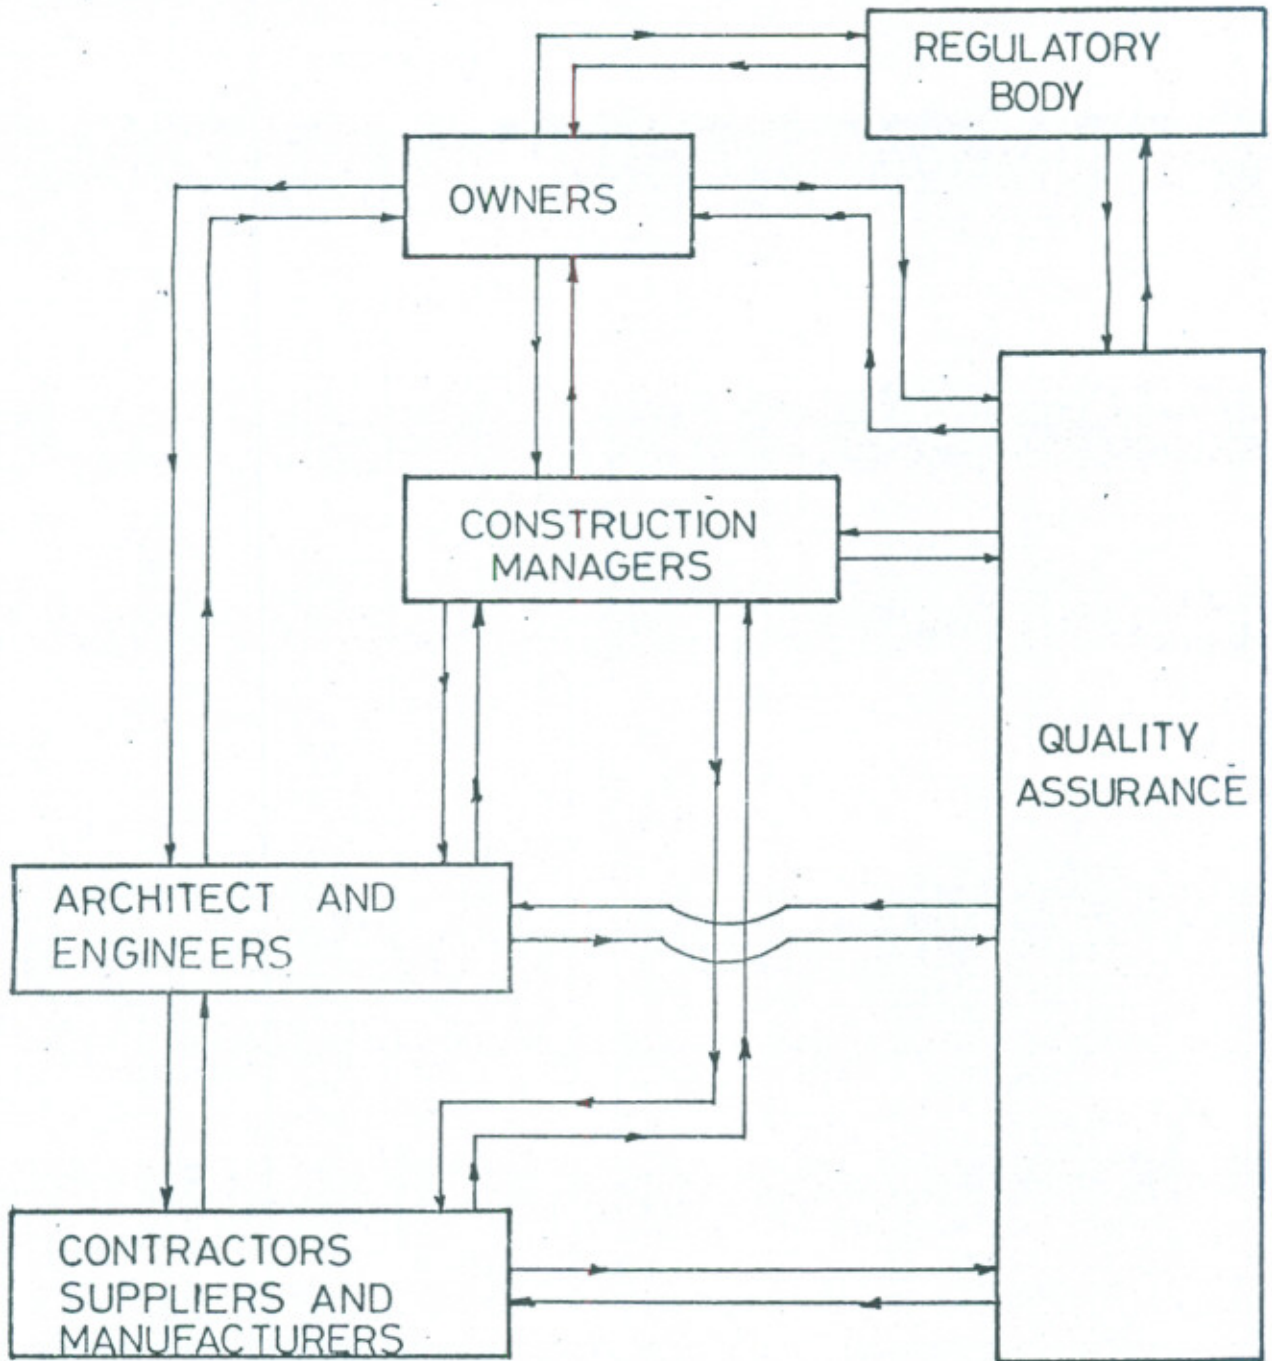 REGULATORY
BODY
OWNERS
CONSTRUCTION
MANAGERS
QUALITY
ASSURANCE
ARCHITECT AND
ENGINEERS
CONTRACTORS
SUPPLIERS AND
MANUFACTURERS